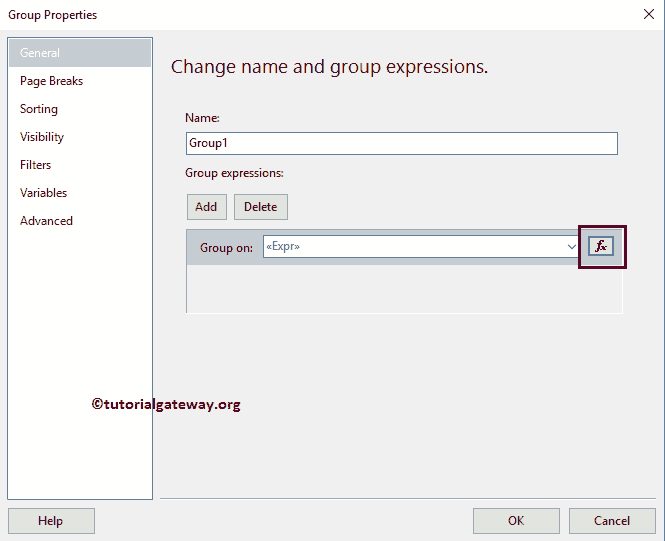 Group Properties
General
Page Breaks
Sorting
Visibility
Filters
Variables
Advanced
Change name and group expressions.
Name:
Group1
Group expressions:
Add Delete
Group on: «Expr» fx
©tutorialgateway.org
Help OK Cancel